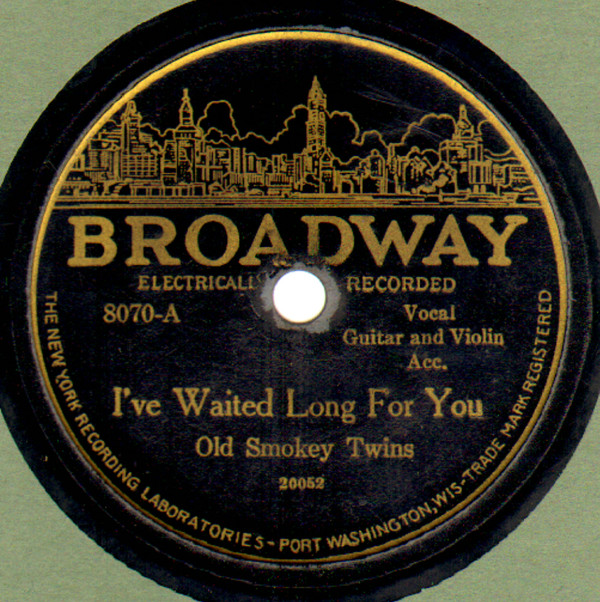 BROADWAY
ELECTRICALLY RECORDED
8070-A
Vocal
Guitar and Violin
Acc.
I've Waited Long For You
Old Smokey Twins
20052
THE NEW YORK RECORDING LABORATORIES - PORT WASHINGTON, WIS - TRADE MARK REGISTERED